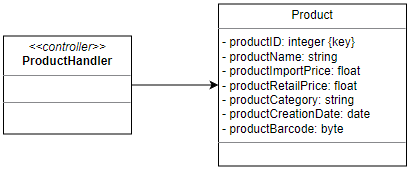 <<controller>>
ProductHandler
Product
- productID: integer {key}
- productName: string
- productImportPrice: float
- productRetailPrice: float
- productCategory: string
- productCreationDate: date
- productBarcode: byte